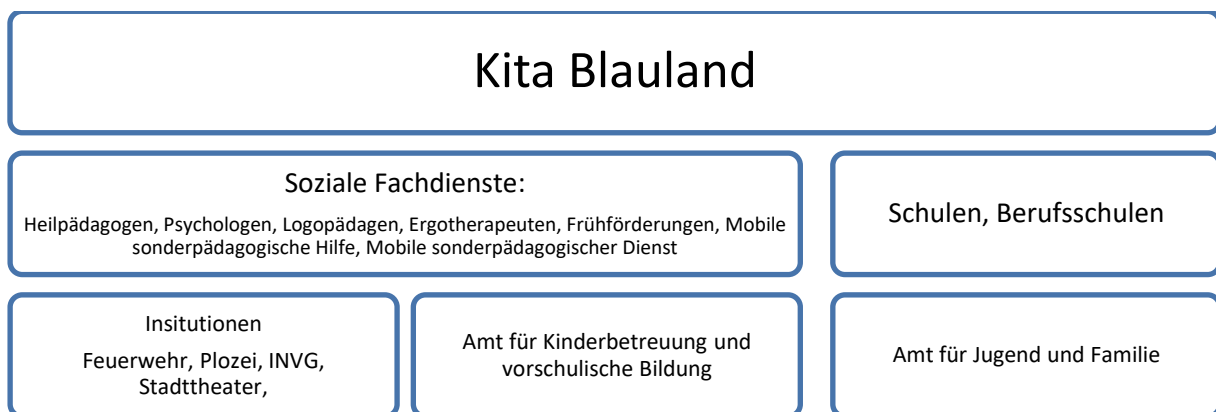 Kita Blauland
Soziale Fachdienste:
Heilpädagogen, Psychologen, Logopädagen, Ergotherapeuten, Frühförderungen, Mobile
sonderpädagogische Hilfe, Mobile sonderpädagogischer Dienst
Schulen, Berufsschulen
Insitutionen
Feuerwehr, Plozei, INVG,
Stadttheater,
Amt für Kinderbetreuung und
vorschulische Bildung
Amt für Jugend und Familie